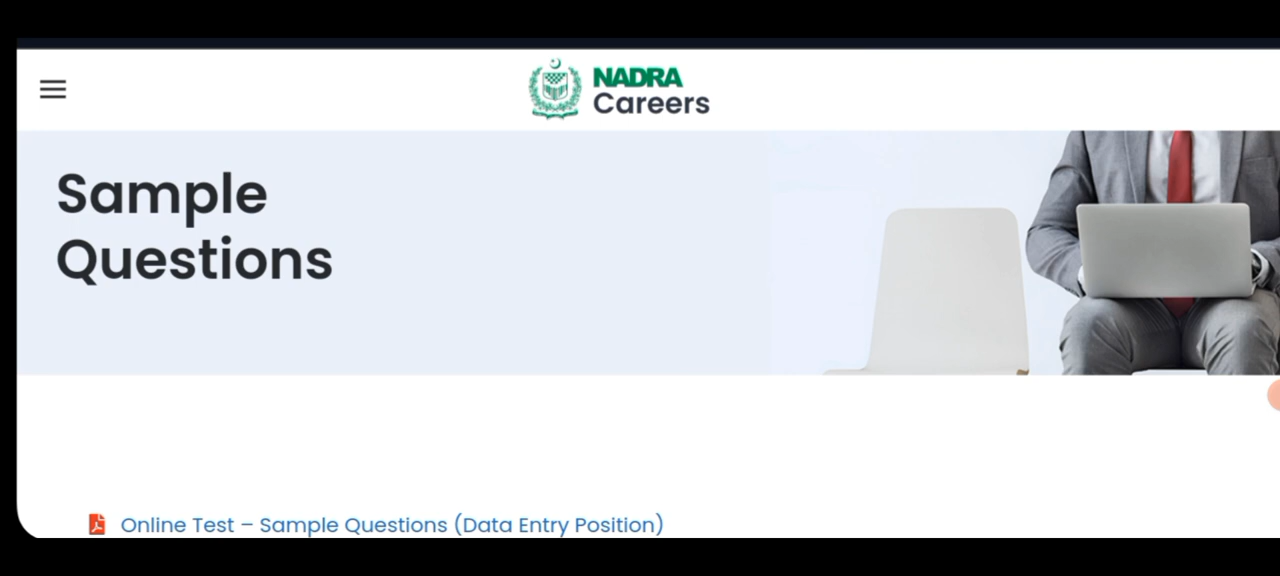 NADRA
Careers
Sample
Questions
Online Test – Sample Questions (Data Entry Position)